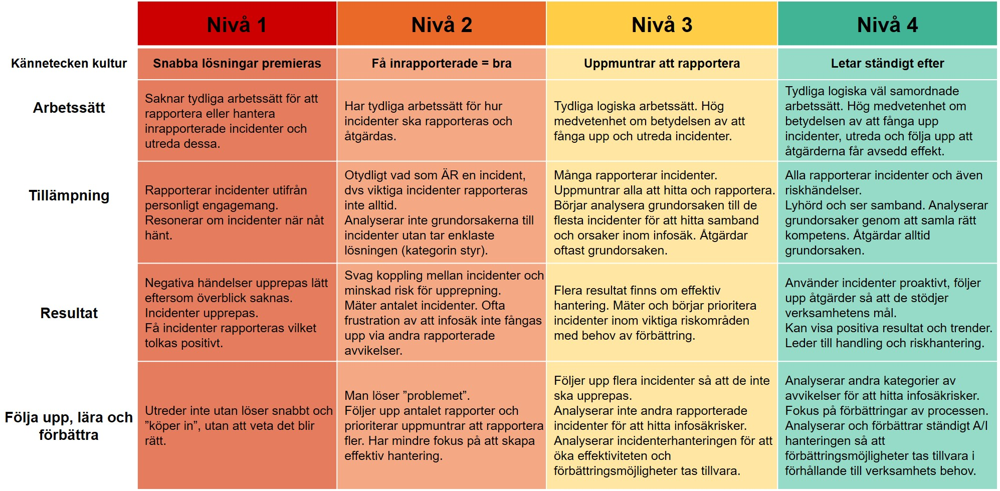 Nivå 1
Nivå 2
Nivå 3
Nivå 4
Kännetecken kultur
Snabba lösningar premieras
Få inrapporterade = bra
Uppmuntrar att rapportera
Letar ständigt efter
Arbetssätt
Saknar tydliga arbetssätt för att
rapportera eller hantera
inrapporterade incidenter och
utreda dessa.
Har tydliga arbetssätt för hur
incidenter ska rapporteras och
åtgärdas.
Tydliga logiska arbetssätt. Hög
medvetenhet om betydelsen av att
fånga upp och utreda incidenter.
Tydliga logiska väl samordnade
arbetssätt. Hög medvetenhet om
betydelsen av att fånga upp
incidenter, utreda och följa upp att
åtgärderna får avsedd effekt.
Tillämpning
Rapporterar incidenter utifrån
personligt engagemang.
Resonerar om incidenter när nåt
hänt.
Otydligt vad som ÄR en incident,
dvs viktiga incidenter rapporteras
inte alltid.
Analyserar inte grundorsakerna till
incidenter utan tar enklaste
lösningen (kategorin styr).
Många rapporterar incidenter.
Uppmuntrar alla att hitta och rapportera.
Börjar analysera grundorsaken till de
flesta incidenter för att hitta samband
och orsaker inom infosäk. Åtgärdar
oftast grundorsaken.
Alla rapporterar incidenter och även
riskhändelser.
Lyhörd och ser samband. Analyserar
grundorsaker genom att samla rätt
kompetens. Åtgärdar alltid
grundorsaken.
Resultat
Negativa händelser upprepas lätt
eftersom överblick saknas.
Incidenter upprepas.
Få incidenter rapporteras vilket
tolkas positivt.
Svag koppling mellan incidenter och
minskad risk för upprepning.
Mäter antalet incidenter. Ofta
frustration av att infosäk inte fångas
upp via andra rapporterade
avvikelser.
Flera resultat finns om effektiv
hantering. Mäter och börjar prioritera
incidenter inom viktiga riskområden
med behov av förbättring.
Använder incidenter proaktivt, följer
upp åtgärder så att de stödjer
verksamhetens mål.
Kan visa positiva resultat och trender.
Leder till handling och riskhantering.
Följa upp, lära och
förbättra
Utreder inte utan löser snabbt och
”köper in”, utan att veta det blir
rätt.
Man löser ”problemet”.
Följer upp antalet rapporter och
prioriterar uppmuntrar att rapportera
fler. Har mindre fokus på att skapa
effektiv hantering.
Följer upp flera incidenter så att de inte
ska upprepas.
Analyserar inte andra rapporterade
incidenter för att hitta infosäkrisker.
Analyserar incidenterhanteringen för att
öka effektiviteten och
förbättringsmöjligheter tas tillvara.
Analyserar andra kategorier av
avvikelser för att hitta infosäkrisker.
Fokus på förbättringar av processen.
Analyserar och förbättrar ständigt A/I
hanteringen så att
förbättringsmöjligheter tas tillvara i
förhållande till verksamhets behov.